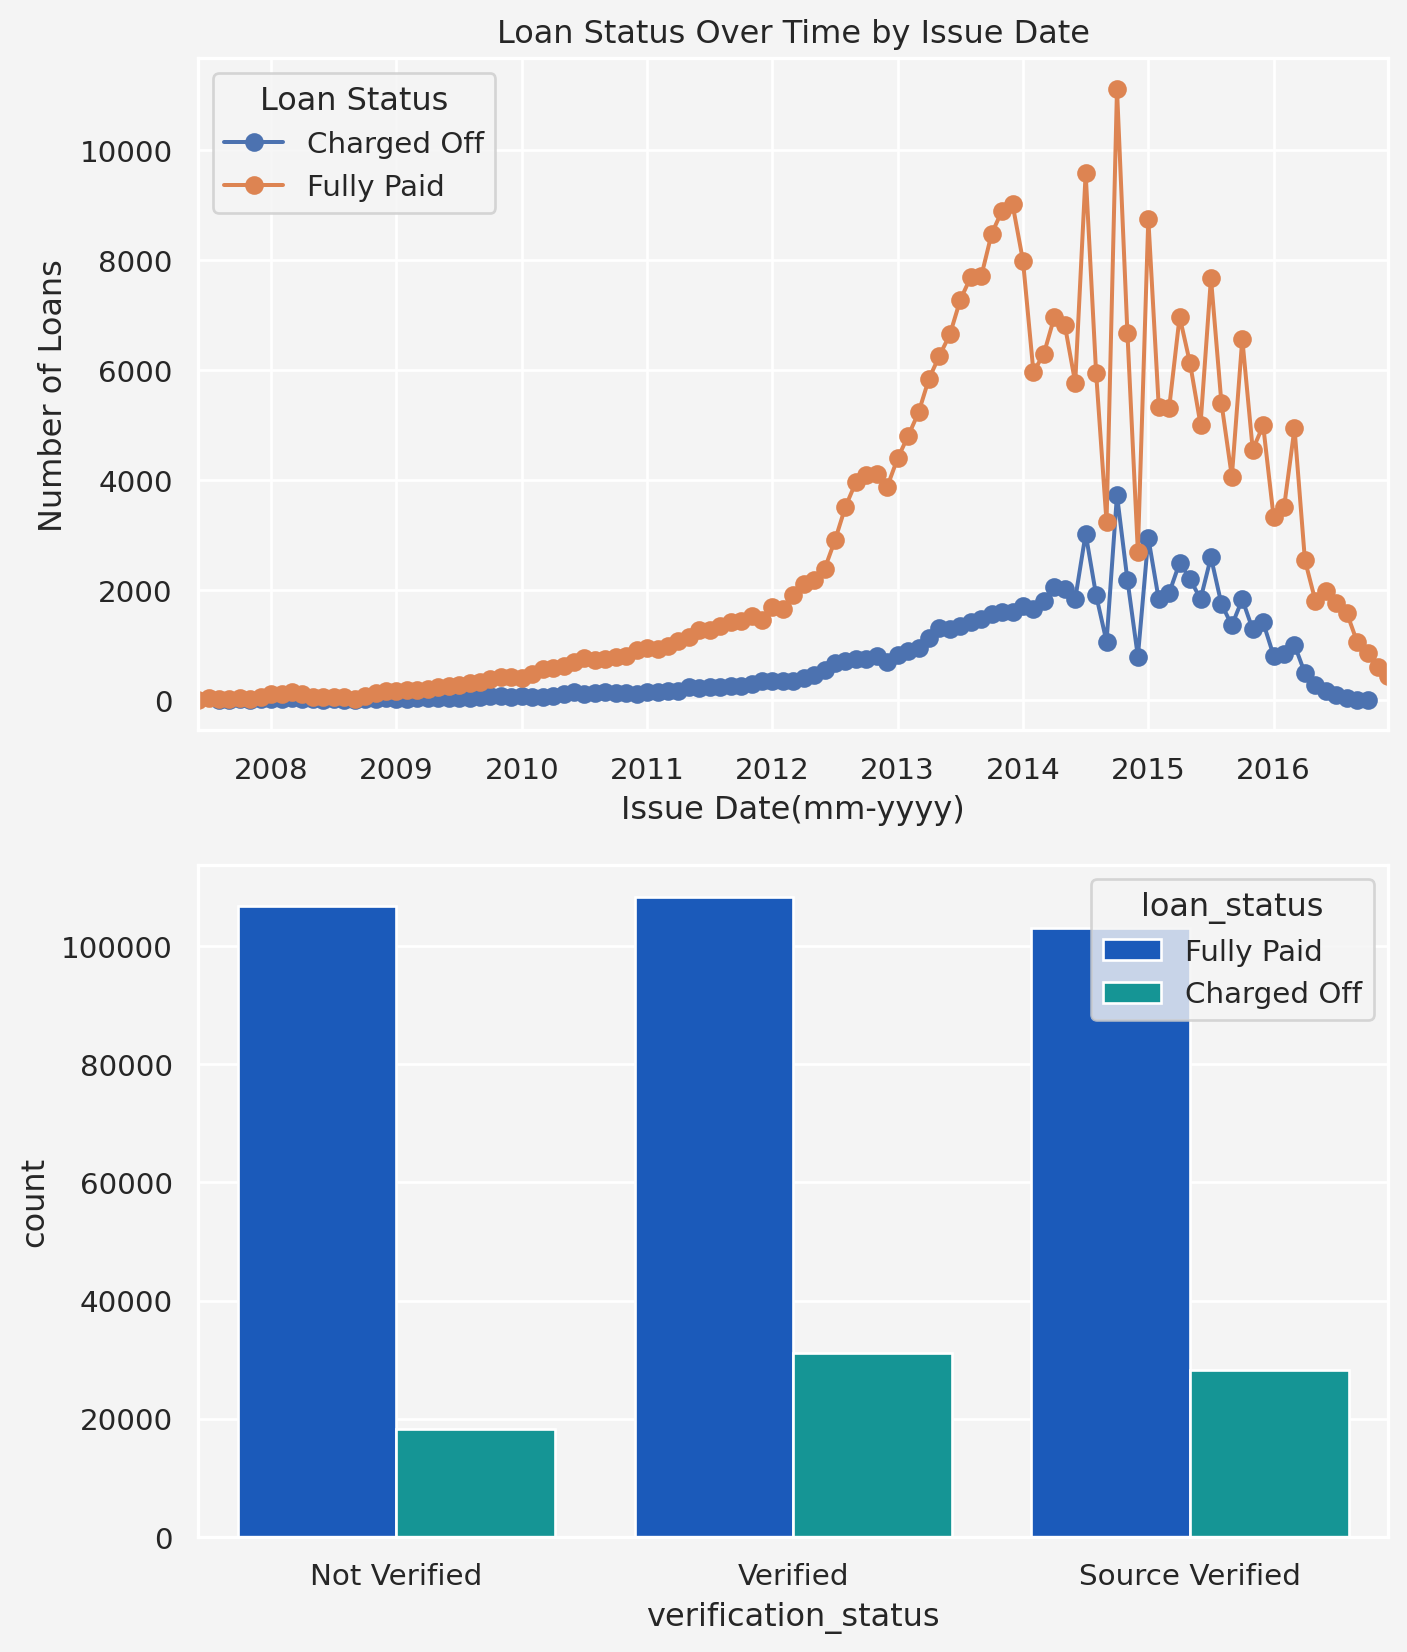 Loan Status Over Time by Issue Date
Loan Status
Charged Off
Fully Paid
Number of Loans
10000
8000
6000
4000
2000
0
2008 2009 2010 2011 2012 2013 2014 2015 2016
Issue Date(mm-yyyy)
loan_status
Fully Paid
Charged Off
count
100000
80000
60000
40000
20000
0
Not Verified Verified Source Verified
verification_status